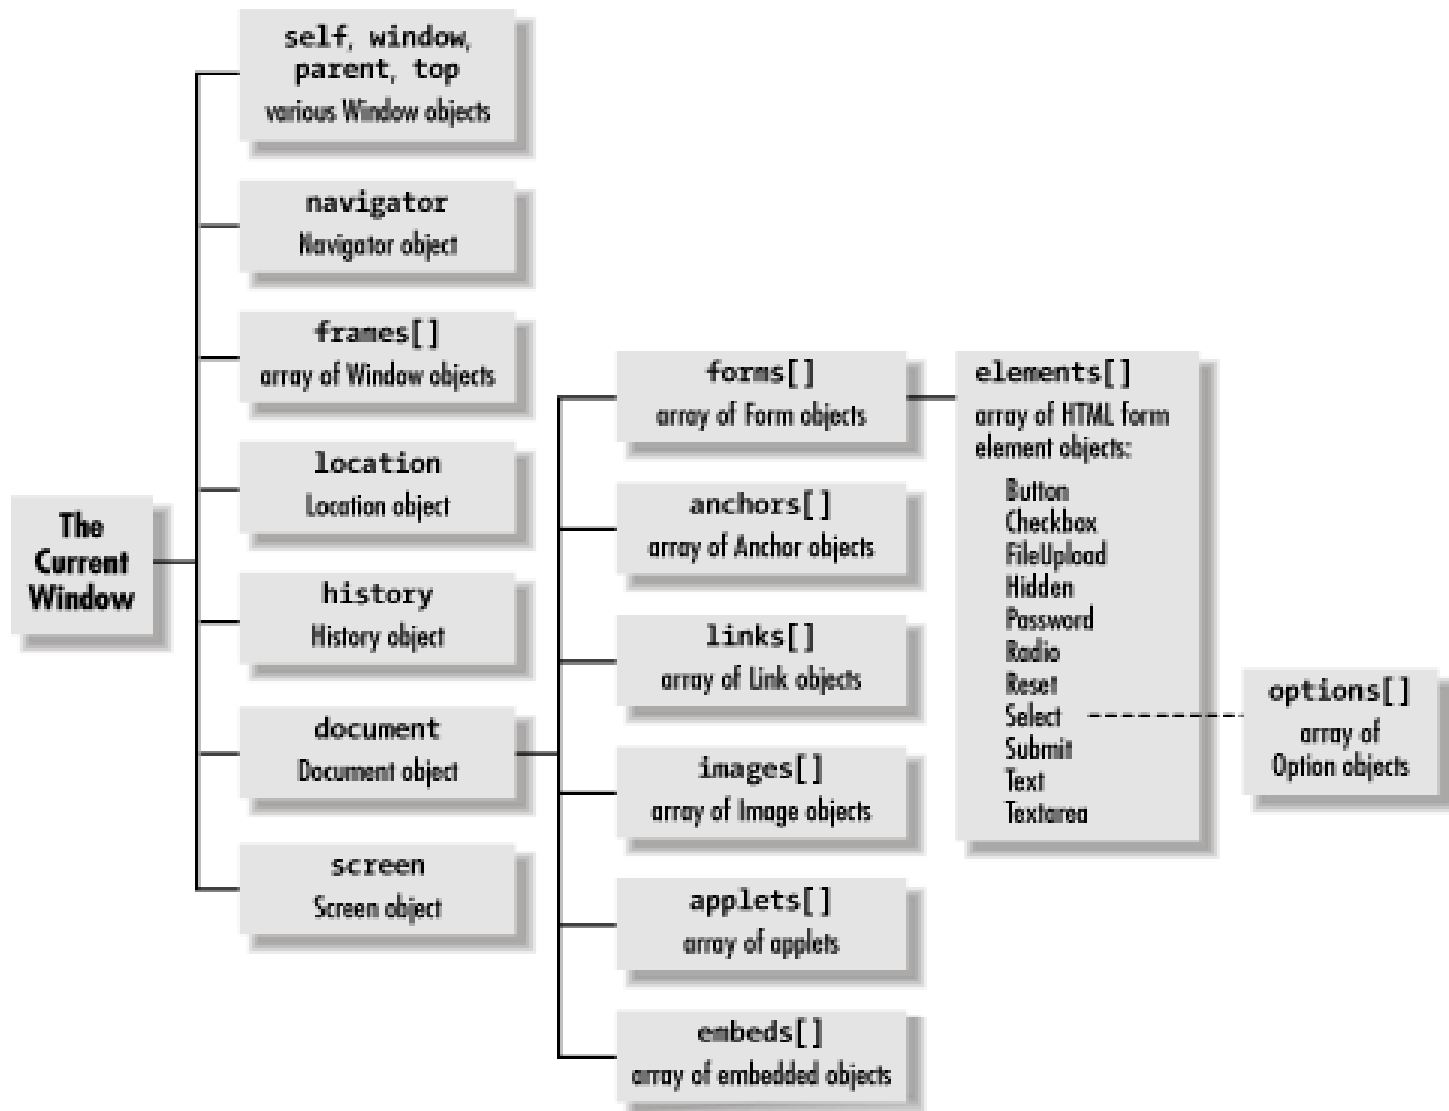 The
Current
Window
self, window,
parent, top
various Window objects
navigator
Navigator object
frames[]
array of Window objects
location
Location object
history
History object
document
Document object
screen
Screen object
forms[]
array of Form objects
anchors[]
array of Anchor objects
links[]
array of Link objects
images[]
array of Image objects
applets[]
array of applets
embeds[]
array of embedded objects
elements[]
array of HTML form
element objects:
Button
Checkbox
FileUpload
Hidden
Password
Radio
Reset
Select
Submit
Text
Textarea
options[]
array of
Option objects